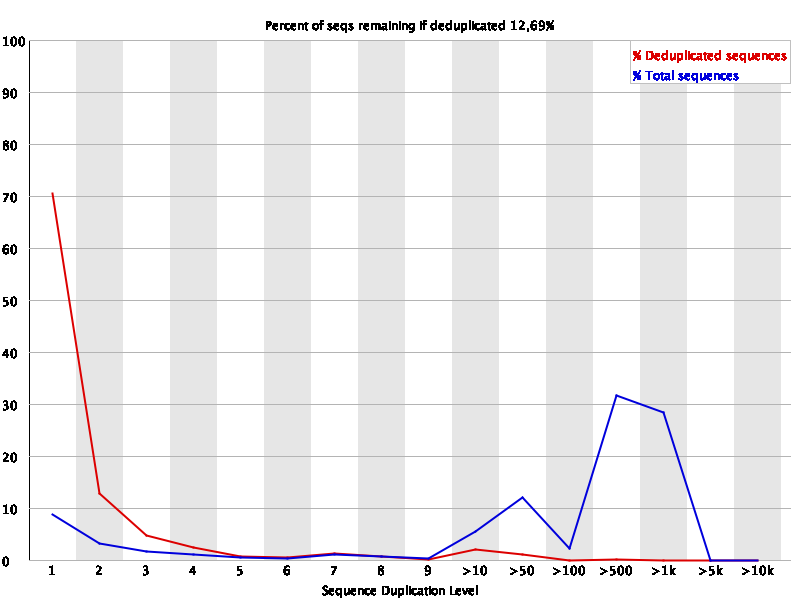 Percent of seqs remaining if deduplicated 12,69%
% Deduplicated sequences
% Total sequences
100
90
80
70
60
50
40
30
20
10
0
1 2 3 4 5 6 7 8 9 >10 >50 >100 >500 >1k >5k >10k
Sequence Duplication Level